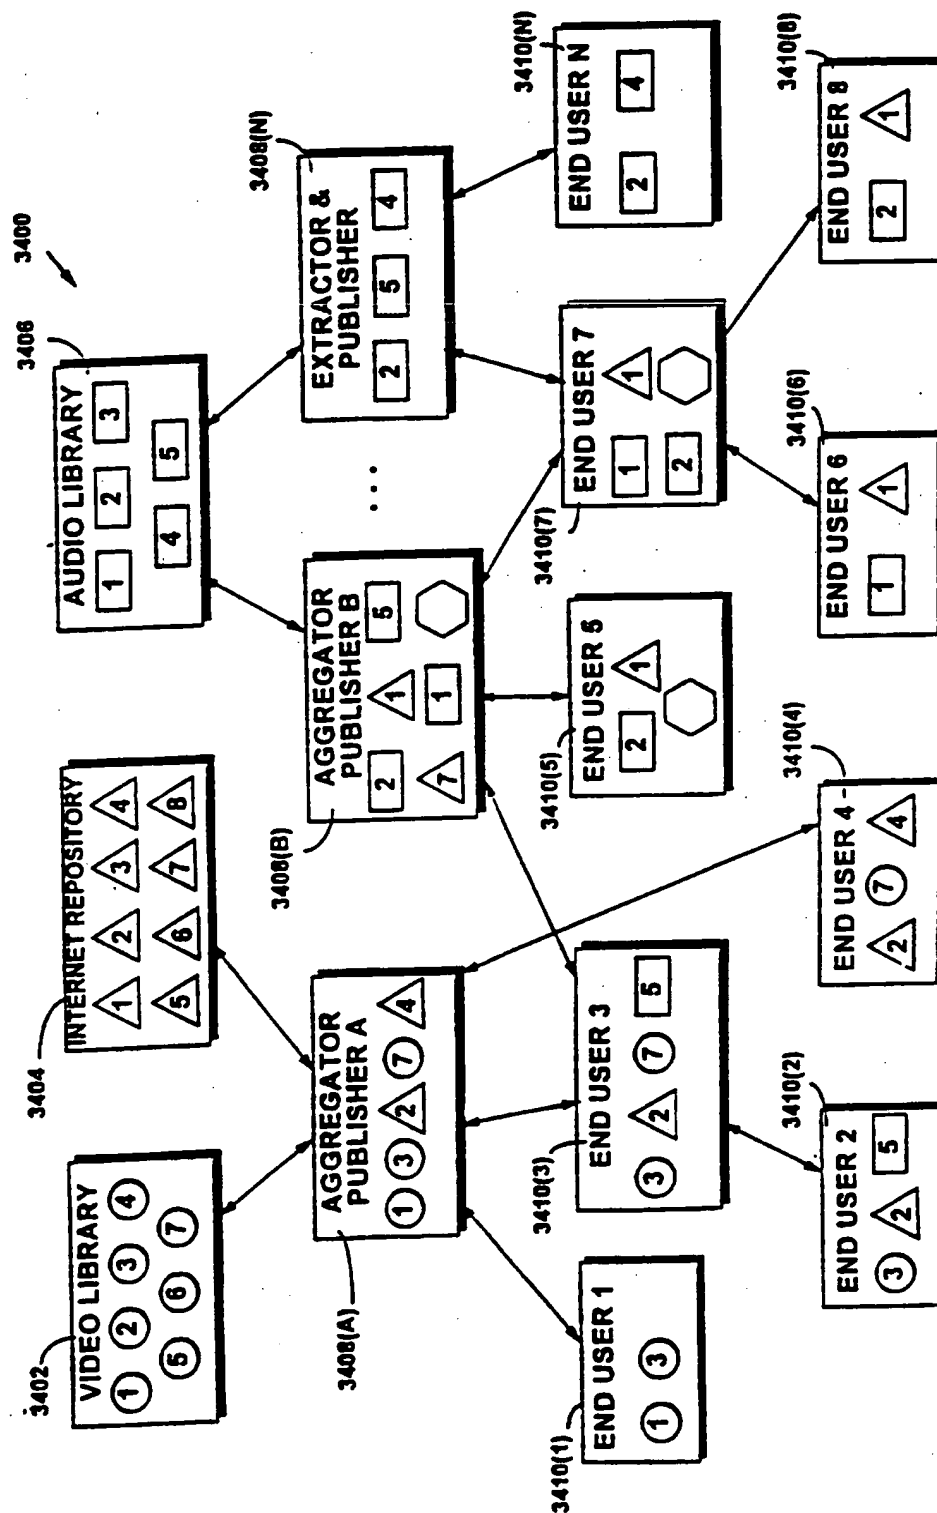 3400
3402
VIDEO LIBRARY
1 2 3 4
5 6 7
3404
INTERNET REPOSITORY
1 2 3 4
5 6 7 8
3406
AUDIO LIBRARY
1 2 3
4 5
3408(A)
AGGREGATOR
PUBLISHER A
1 3 2 7 4
3408(B)
AGGREGATOR
PUBLISHER B
2 1 5
7 1
...
3408(N)
EXTRACTOR &
PUBLISHER
2 5 4
3410(1)
END USER 1
1 3
3410(3)
END USER 3
3 2 7 5
3410(5)
END USER 5
2 1
3410(7)
END USER 7
1 1
2
3410(N)
END USER N
2 4
3410(2)
END USER 2
3 2 5
3410(4)
END USER 4
2 7 4
3410(6)
END USER 6
1 1
3410(8)
END USER 8
2 1